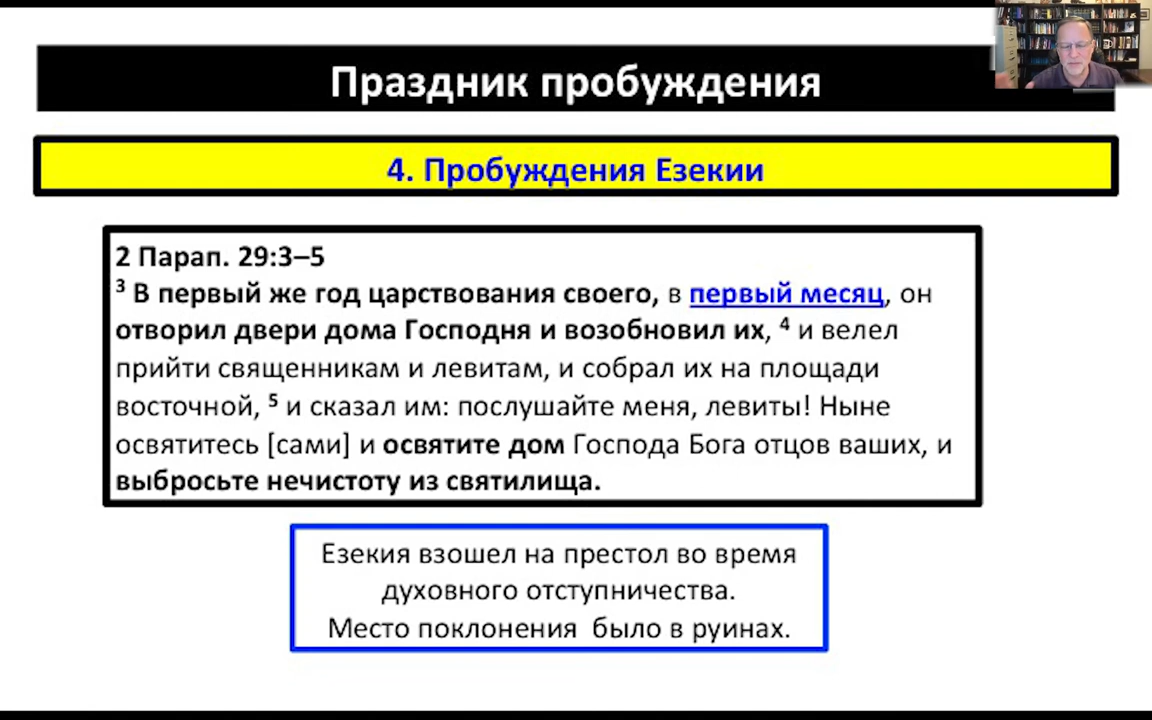 Праздник пробуждения
4. Пробуждения Езекии
2 Парап. 29:3–5
³ В первый же год царствования своего, в первый месяц, он
отворил двери дома Господня и возобновил их, ⁴ и велел
прийти священникам и левитам, и собрал их на площади
восточной, ⁵ и сказал им: послушайте меня, левиты! Ныне
освятитесь [сами] и освятите дом Господа Бога отцов ваших, и
выбросьте нечистоту из святилища.
Езекия взошел на престол во время
духовного отступничества.
Место поклонения было в руинах.